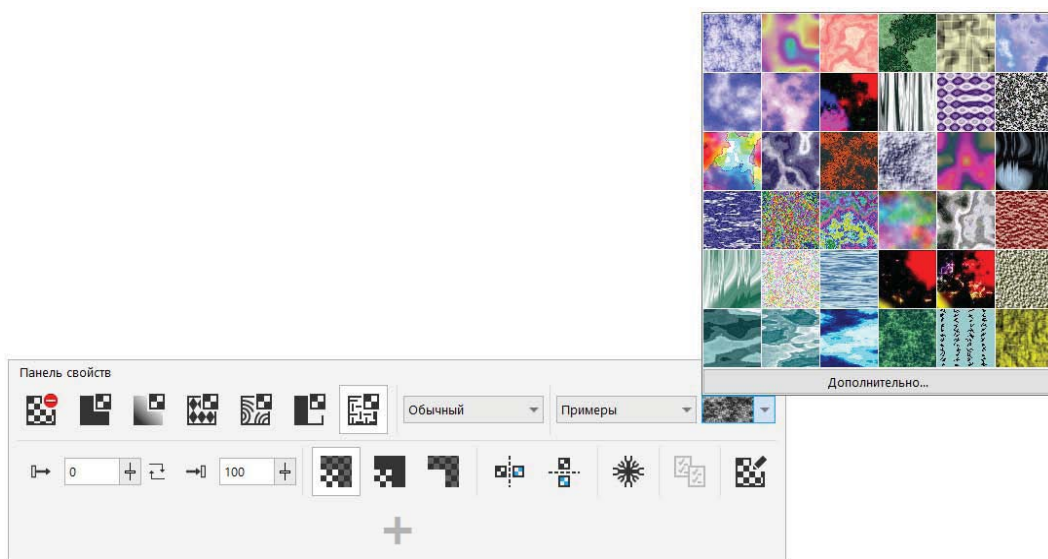 Дополнительно...
Панель свойств
Обычный
Примеры
0
100